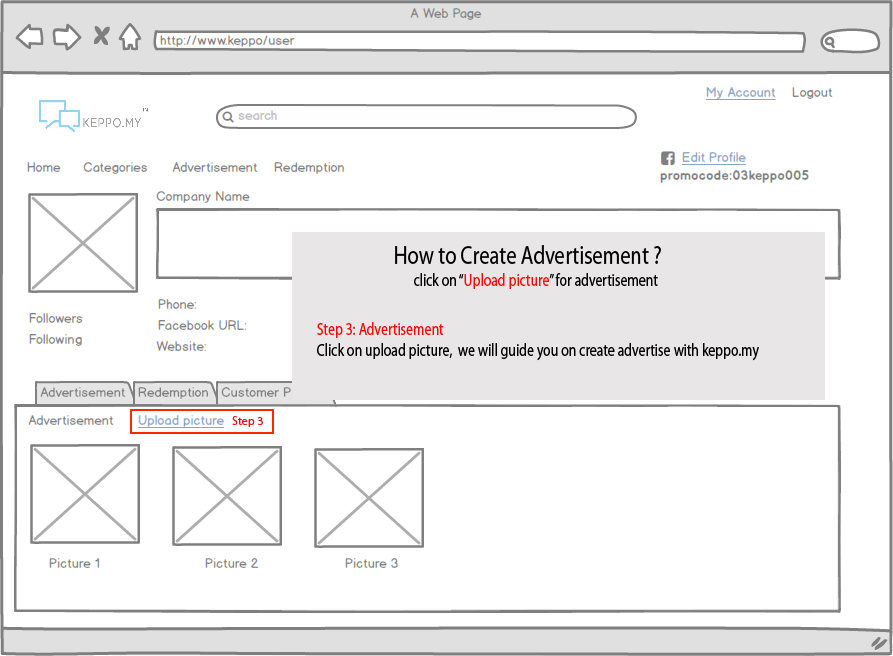 A Web Page
http://www.keppo/user
My Account Logout
KEPPO.MY
search
Home Categories Advertisement Redemption
Edit Profile
promocode:03keppo005
Company Name
How to Create Advertisement ?
click on “Upload picture” for advertisement
Phone:
Followers
Facebook URL:
Following
Website:
Step 3: Advertisement
Click on upload picture, we will guide you on create advertise with keppo.my
Advertisement Redemption Customer P
Advertisement Upload picture Step 3
Picture 1 Picture 2 Picture 3